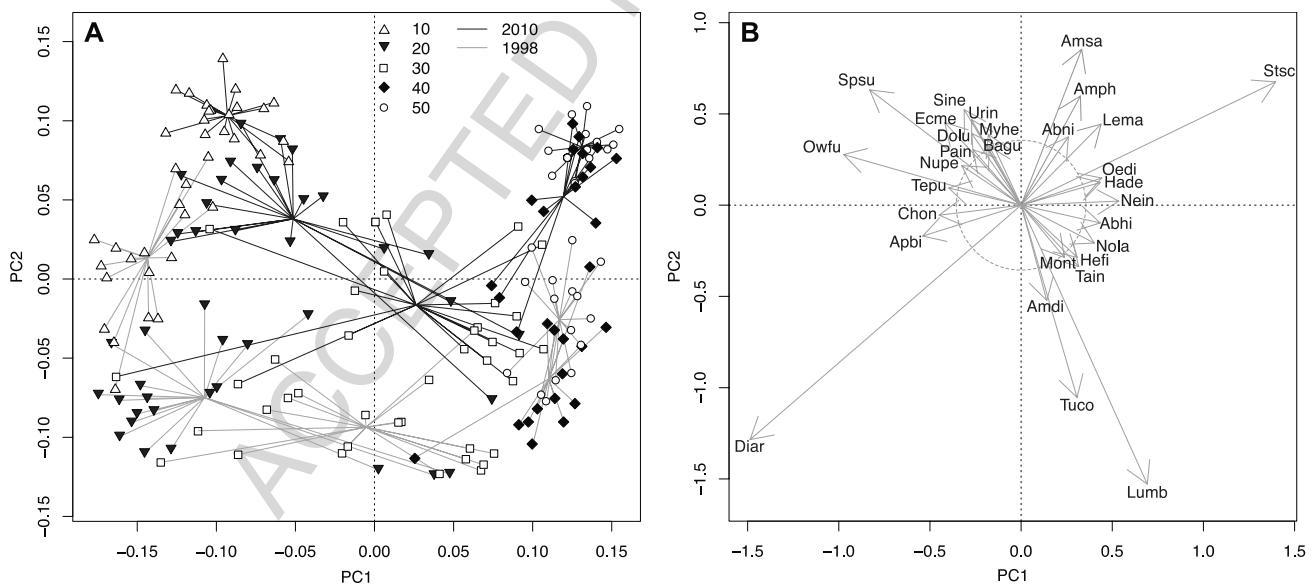 A
10
20
30
40
50
2010
1998
0.15
0.10
0.05
0.00
−0.05
−0.10
−0.15
PC2
−0.15
−0.10
−0.05
0.00
0.05
0.10
0.15
PC1
ACCEPTED
B
1.0
0.5
0.0
−0.5
−1.0
−1.5
PC2
Amsa
Stsc
Spsu
Amph
Sine
Urin
Ecme
Lema
Myhe
Abni
Dolu
Bagu
Pain
Owfu
Nupe
Oedi
Hade
Tepu
Nein
Chon
Abhi
Apbi
Nola
Hefi
Mont
Tain
Amdi
Tuco
Diar
Lumb
−1.5
−1.0
−0.5
0.0
0.5
1.0
1.5
PC1